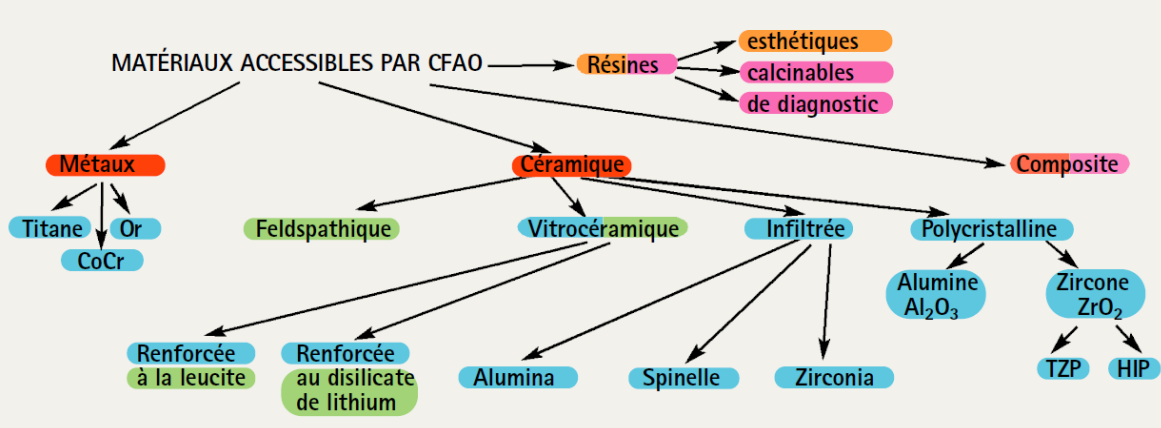 MATÉRIAUX ACCESSIBLES PAR CFAO
Résines
esthétiques
calcinables
de diagnostic
Métaux
Céramique
Composite
Titane
Or
CoCr
Feldspathique
Vitrocéramique
Infiltrée
Polycristalline
Alumine
Al₂O₃
Zircone
ZrO₂
Renforcée
à la leucite
Renforcée
au disilicate
de lithium
Alumina
Spinelle
Zirconia
TZP
HIP